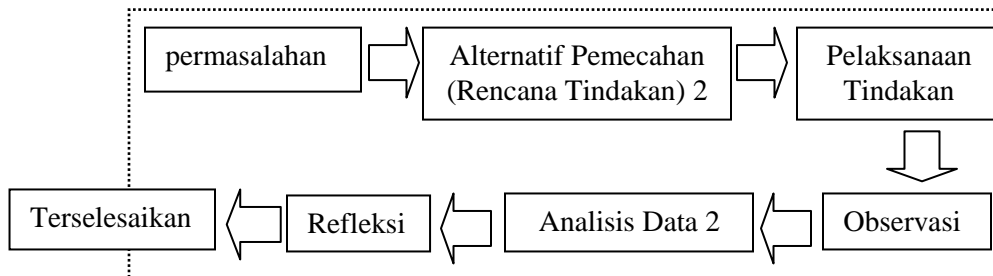 permasalahan
Alternatif Pemecahan
(Rencana Tindakan) 2
Pelaksanaan
Tindakan
Terselesaikan
Refleksi
Analisis Data 2
Observasi